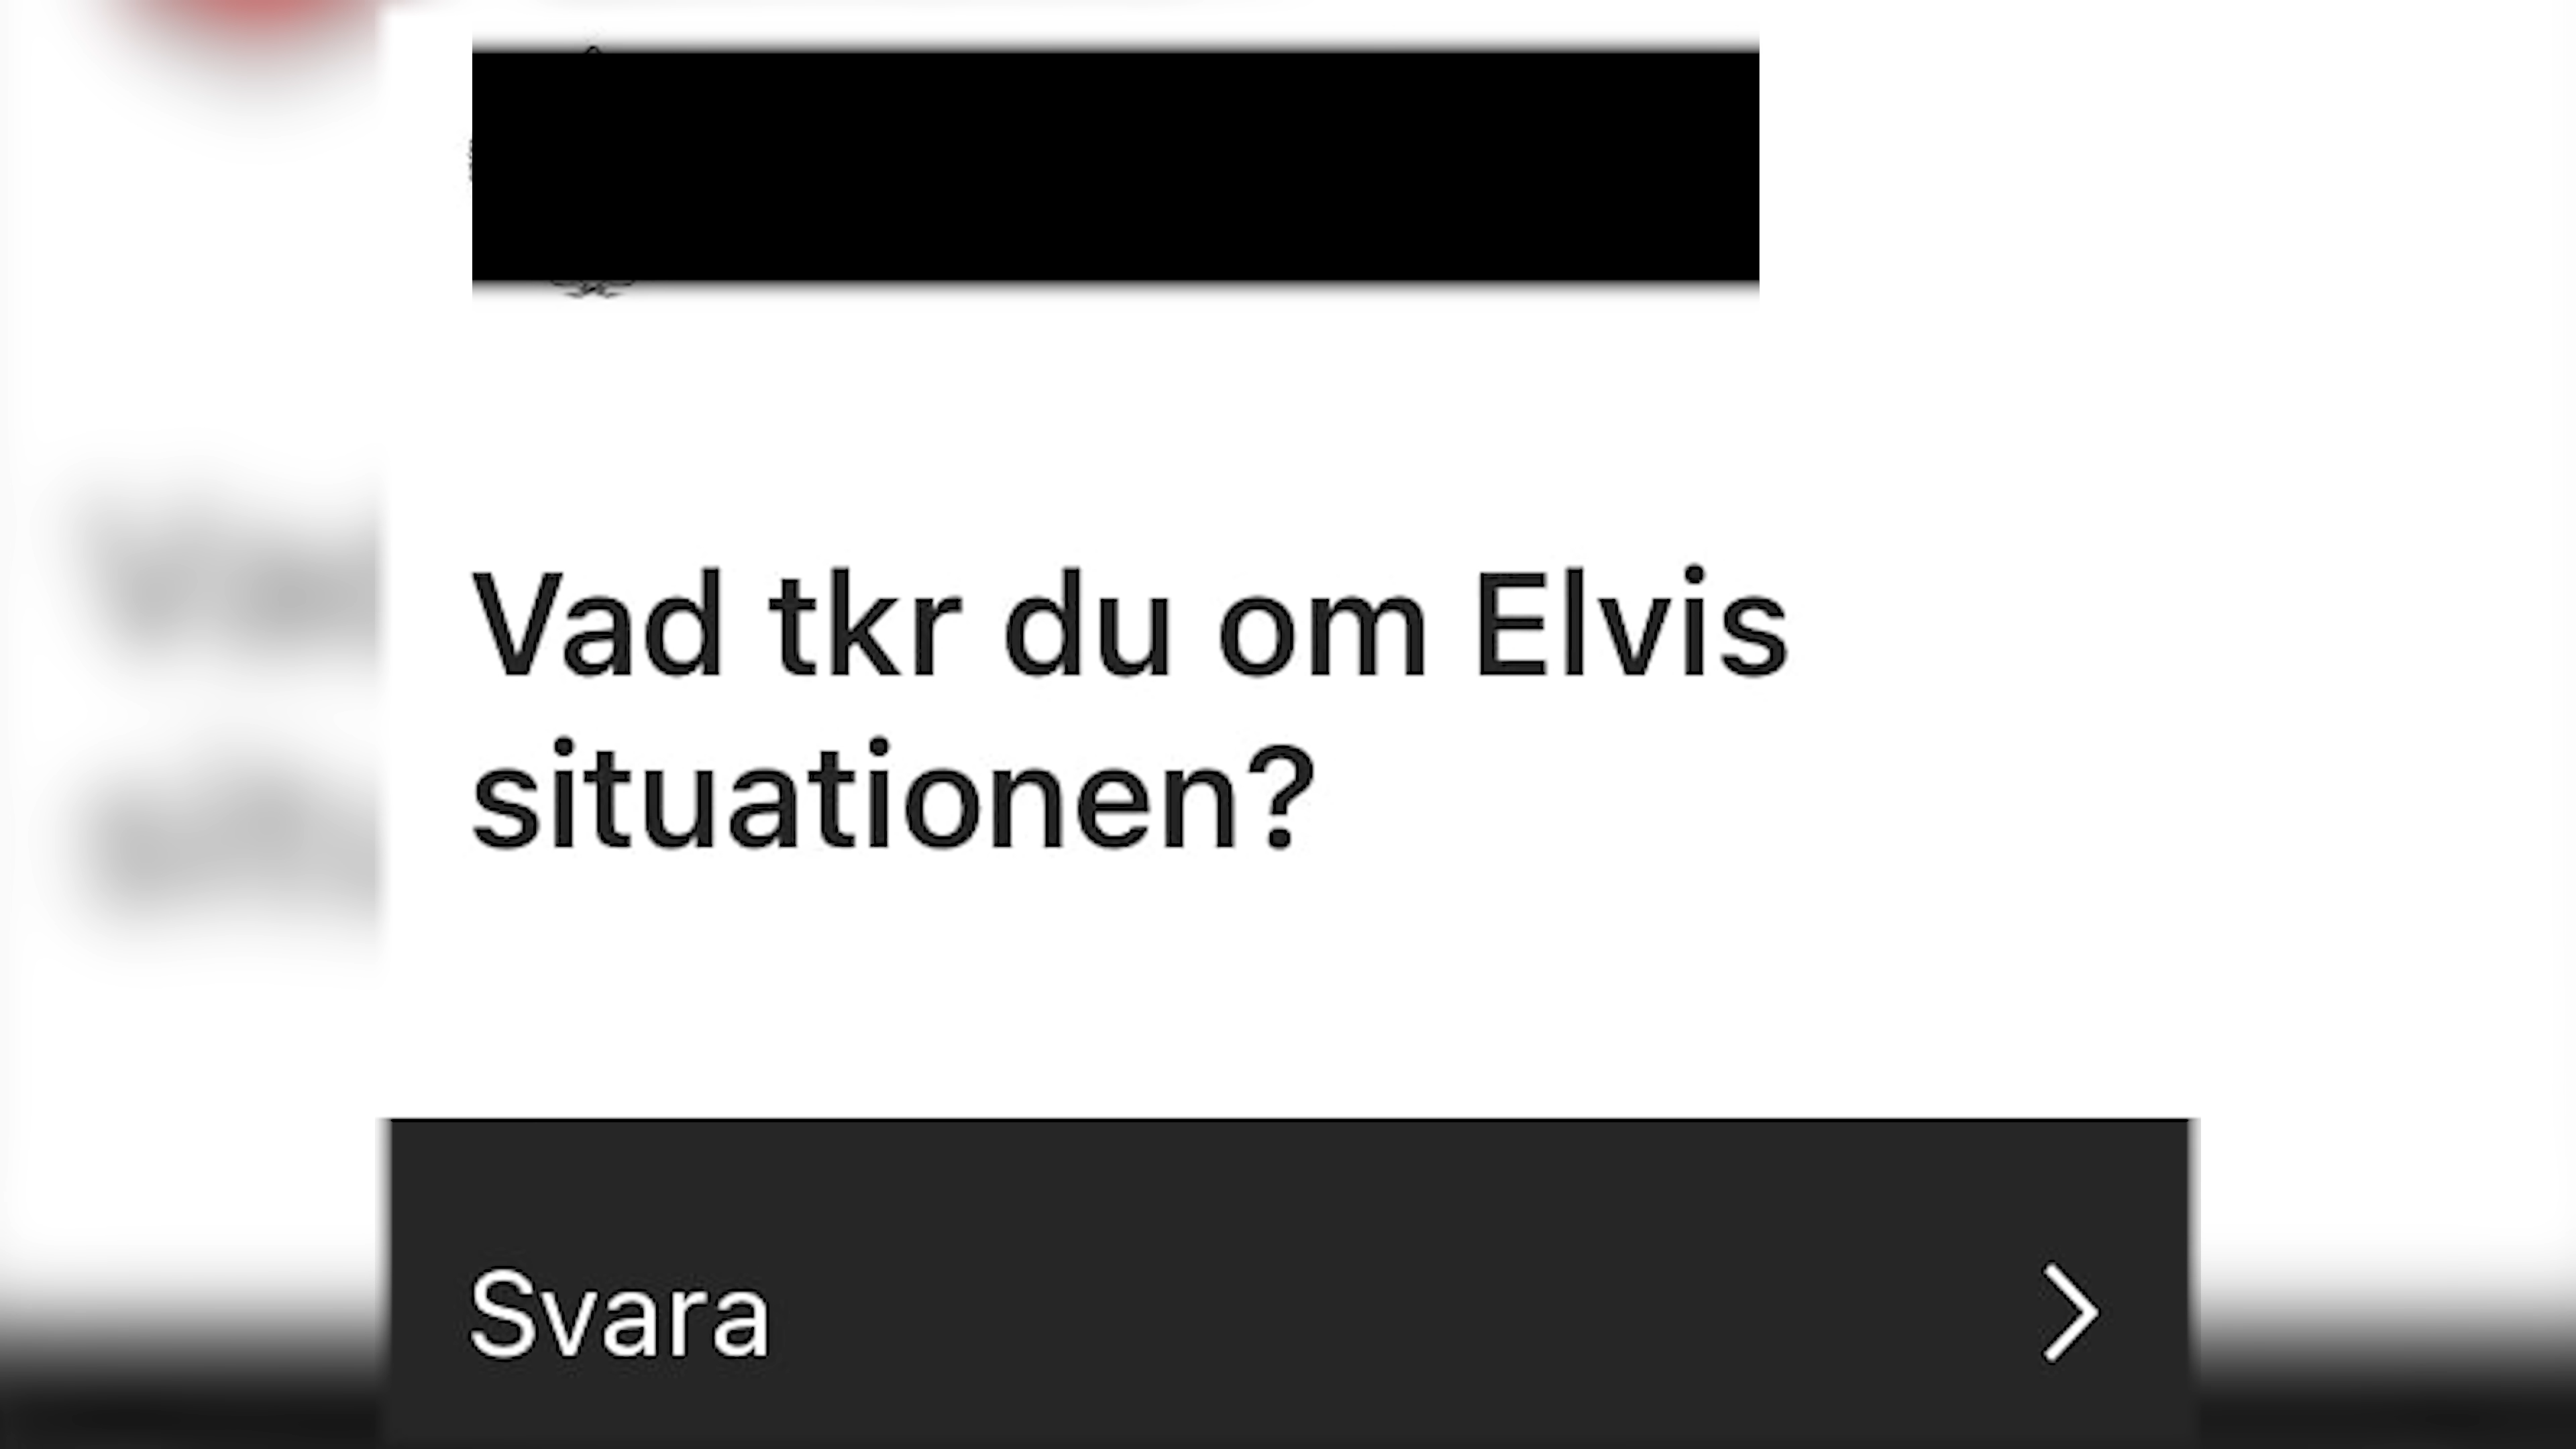 Vad tkr du om Elvis
situationen?
Svara